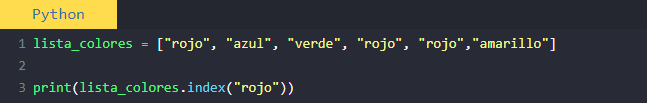 Python
1 lista_colores = ["rojo", "azul", "verde", "rojo", "rojo","amarillo"]
2
3 print(lista_colores.index("rojo"))